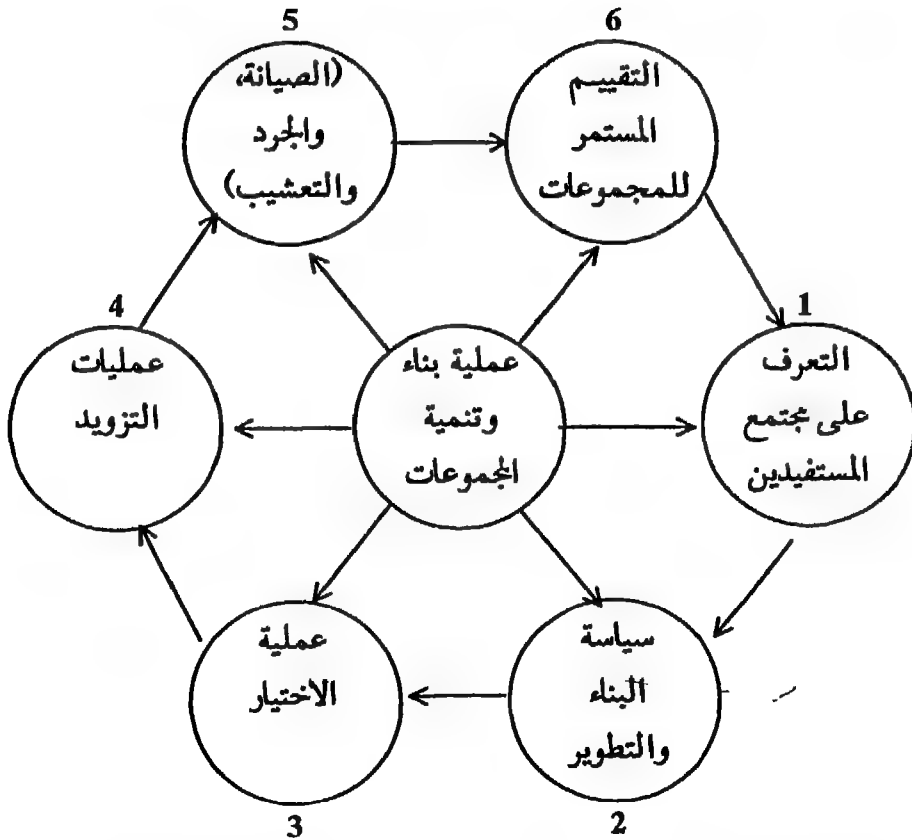 5
(الصيانة،
والجرد
والتعشيب)
6
التقييم
المستمر
للمجموعات
4
عمليات
التزويد
عملية بناء
وتنمية
المجموعات
1
التعرف
على مجتمع
المستفيدين
عملية
الاختيار
3
سياسة
البناء
والتطوير
2